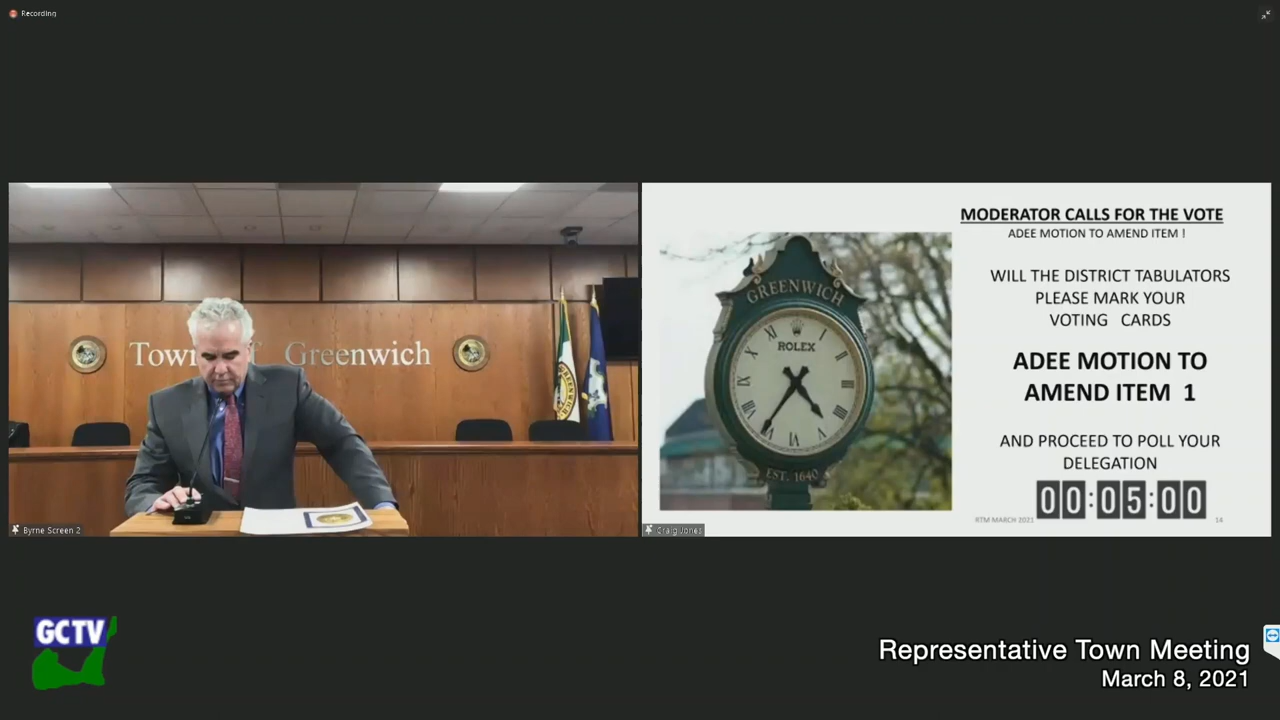 Recording
Town of Greenwich
GREENWICH
Byrne Screen 2
GREENWICH
ROLEX
EST. 1640
MODERATOR CALLS FOR THE VOTE
ADEE MOTION TO AMEND ITEM !
WILL THE DISTRICT TABULATORS
PLEASE MARK YOUR
VOTING CARDS
ADEE MOTION TO
AMEND ITEM 1
AND PROCEED TO POLL YOUR
DELEGATION
00:05:00
RTM MARCH 2021
14
Craig Jones
GCTV
Representative Town Meeting
March 8, 2021